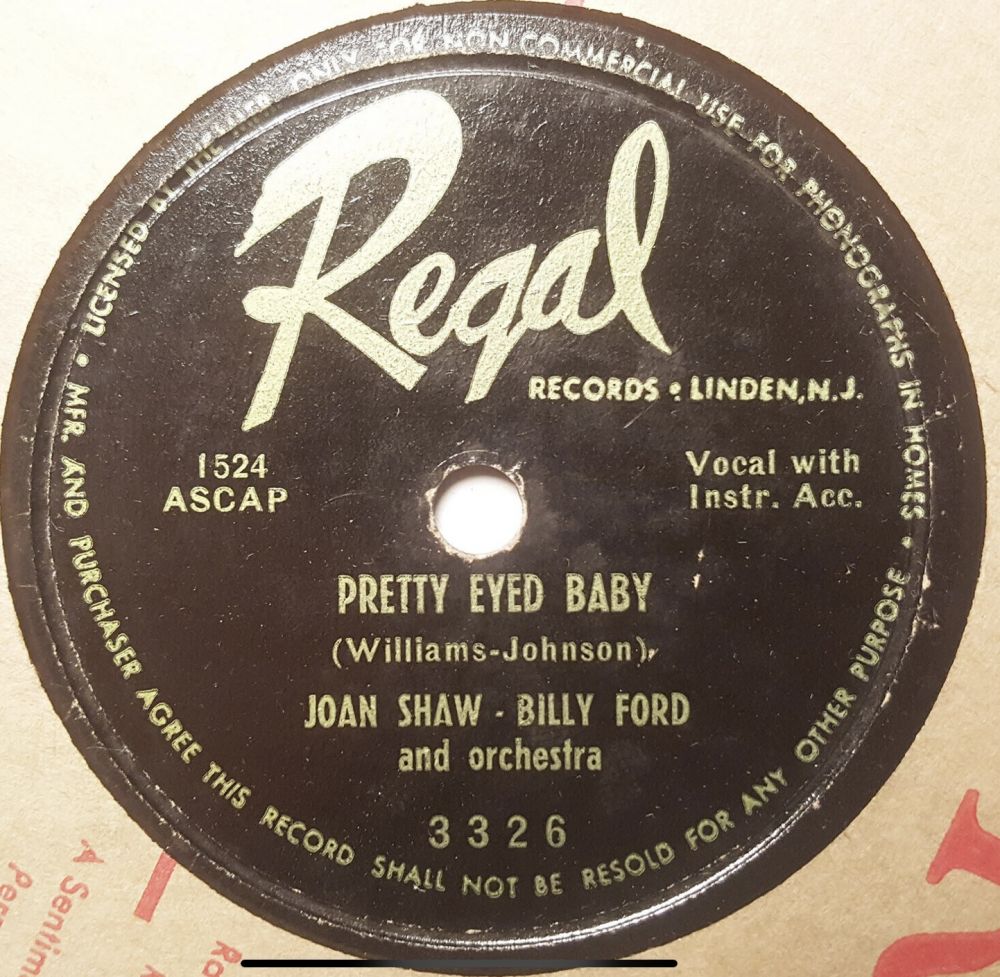 LICENSED BY THE MFR. ONLY FOR NON COMMERCIAL USE FOR PHONOGRAPHS IN HOMES •
Regal
RECORDS • LINDEN, N.J.
1524
ASCAP
Vocal with
Instr. Acc.
PRETTY EYED BABY
(Williams-Johnson)
JOAN SHAW - BILLY FORD
and orchestra
3326
• MFR. AND PURCHASER AGREE THIS RECORD SHALL NOT BE RESOLD FOR ANY OTHER PURPOSE
A